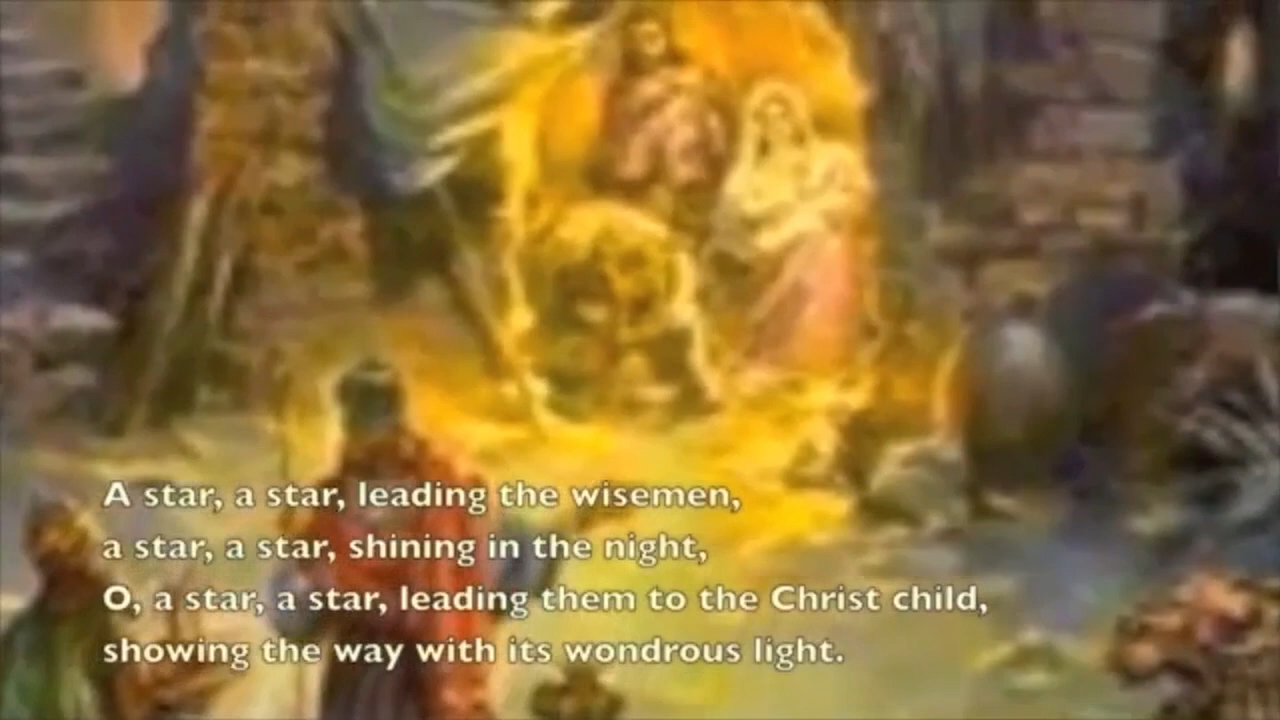 A star, a star, leading the wisemen,
a star, a star, shining in the night,
O, a star, a star, leading them to the Christ child,
showing the way with its wondrous light.